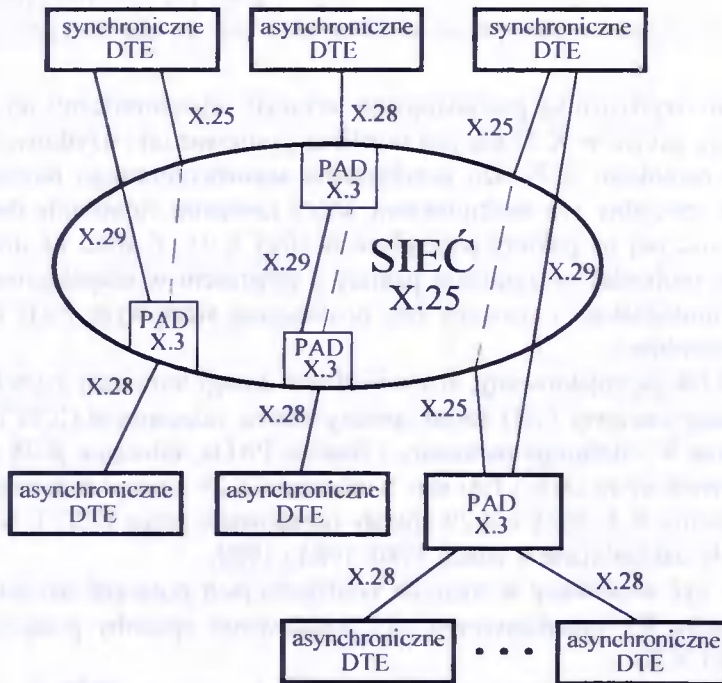 synchroniczne
DTE
asynchroniczne
DTE
synchroniczne
DTE
X.25
X.28
X.25
PAD
X.3
X.29
X.29
SIEĆ
X.25
X.29
PAD
X.3
PAD
X.3
X.28
X.28
X.25
asynchroniczne
DTE
asynchroniczne
DTE
PAD
X.3
X.28
X.28
asynchroniczne
DTE
• • •
asynchroniczne
DTE